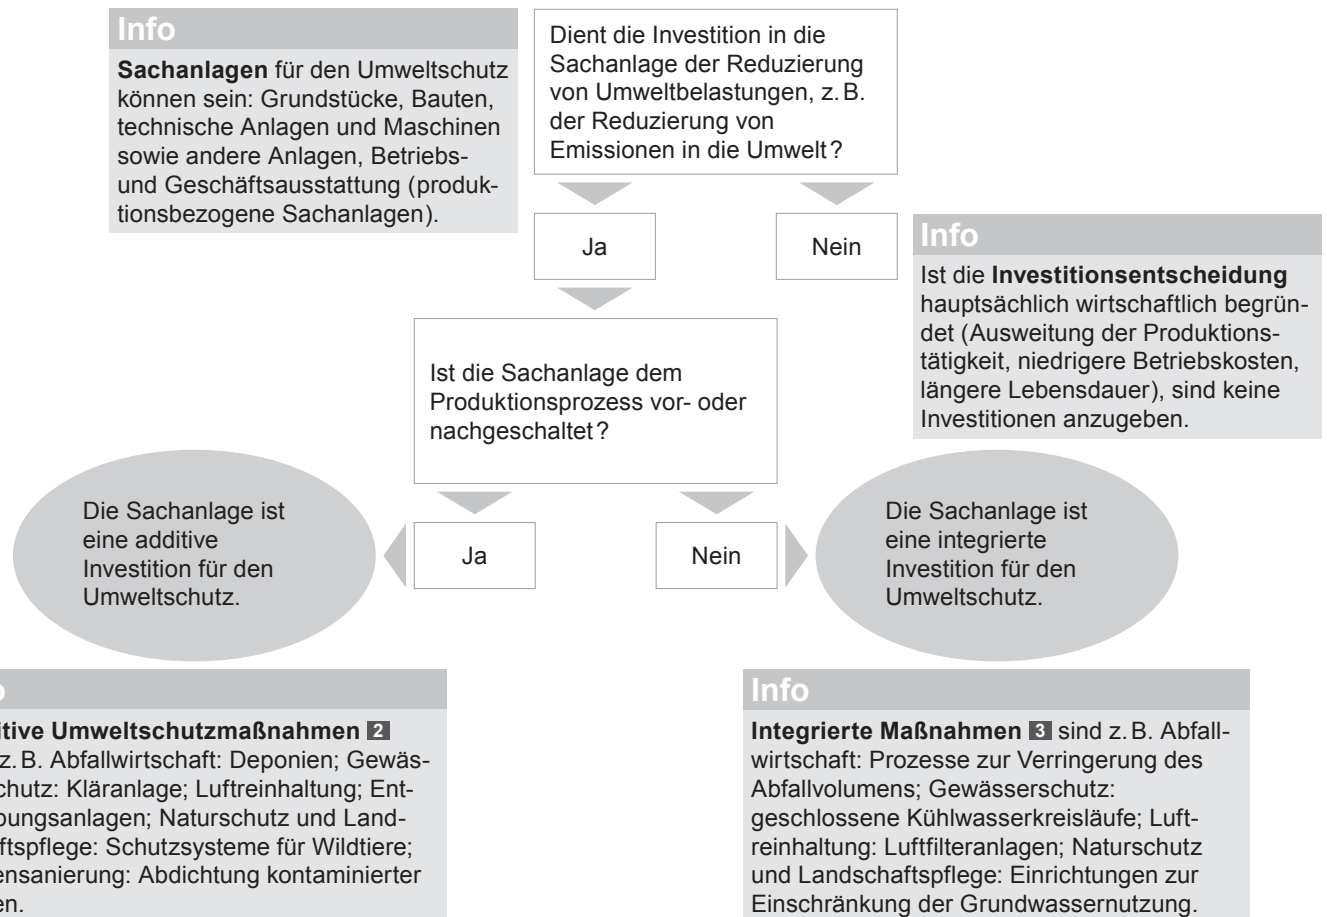 Info
Sachanlagen für den Umweltschutz
können sein: Grundstücke, Bauten,
technische Anlagen und Maschinen
sowie andere Anlagen, Betriebs-
und Geschäftsausstattung (produk-
tionsbezogene Sachanlagen).
Dient die Investition in die
Sachanlage der Reduzierung
von Umweltbelastungen, z. B.
der Reduzierung von
Emissionen in die Umwelt?
Ja
Nein
Info
Ist die Investitionsentscheidung
hauptsächlich wirtschaftlich begrün-
det (Ausweitung der Produktions-
tätigkeit, niedrigere Betriebskosten,
längere Lebensdauer), sind keine
Investitionen anzugeben.
Ist die Sachanlage dem
Produktionsprozess vor- oder
nachgeschaltet?
Die Sachanlage ist
eine additive
Investition für den
Umweltschutz.
Ja
Nein
Die Sachanlage ist
eine integrierte
Investition für den
Umweltschutz.
o
itive Umweltschutzmaßnahmen 2
z. B. Abfallwirtschaft: Deponien; Gewäs-
chutz: Kläranlage; Luftreinhaltung; Ent-
bungsanlagen; Naturschutz und Land-
ftspflege: Schutzsysteme für Wildtiere;
ensanierung: Abdichtung kontaminierter
en.
Info
Integrierte Maßnahmen 3 sind z. B. Abfall-
wirtschaft: Prozesse zur Verringerung des
Abfallvolumens; Gewässerschutz:
geschlossene Kühlwasserkreisläufe; Luft-
reinhaltung: Luftfilteranlagen; Naturschutz
und Landschaftspflege: Einrichtungen zur
Einschränkung der Grundwassernutzung.